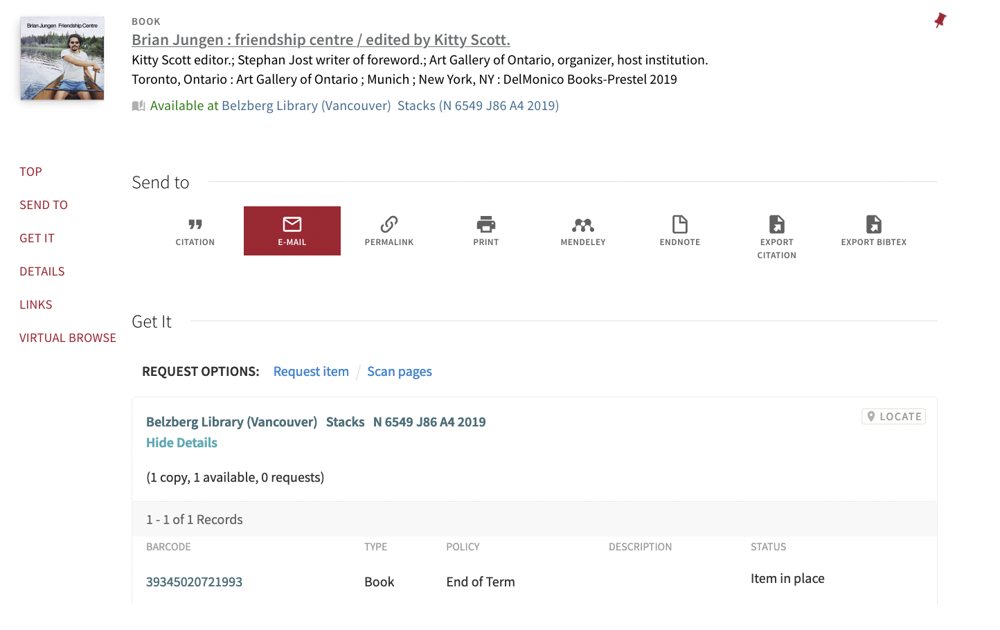 Brian Jungen Friendship Centre
BOOK
Brian Jungen : friendship centre / edited by Kitty Scott.
Kitty Scott editor.; Stephan Jost writer of foreword.; Art Gallery of Ontario, organizer, host institution.
Toronto, Ontario : Art Gallery of Ontario ; Munich ; New York, NY : DelMonico Books-Prestel 2019
Available at Belzberg Library (Vancouver) Stacks (N 6549 J86 A4 2019)
TOP
SEND TO
GET IT
DETAILS
LINKS
VIRTUAL BROWSE
Send to
CITATION
E-MAIL
PERMALINK
PRINT
MENDELEY
ENDNOTE
EXPORT
CITATION
EXPORT BIBTEX
Get It
REQUEST OPTIONS: Request item / Scan pages
Belzberg Library (Vancouver) Stacks N 6549 J86 A4 2019
LOCATE
Hide Details
(1 copy, 1 available, 0 requests)
1 - 1 of 1 Records
BARCODE TYPE POLICY DESCRIPTION STATUS
39345020721993 Book End of Term Item in place